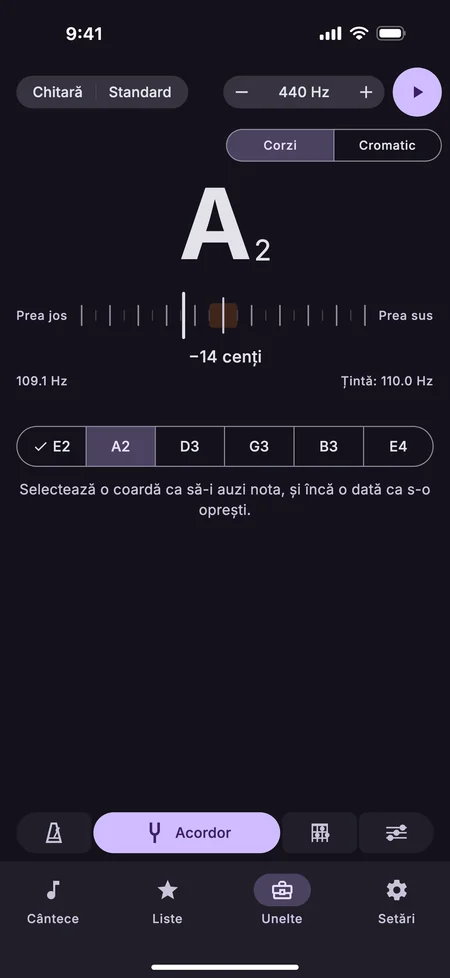 9:41
Chitară Standard
− 440 Hz +
Corzi Cromatic
A2
Prea jos Prea sus
−14 cenți
109.1 Hz Țintă: 110.0 Hz
E2 A2 D3 G3 B3 E4
Selectează o coardă ca să-i auzi nota, și încă o dată ca s-o
oprești.
Acordor
Cântece Liste Unelte Setări